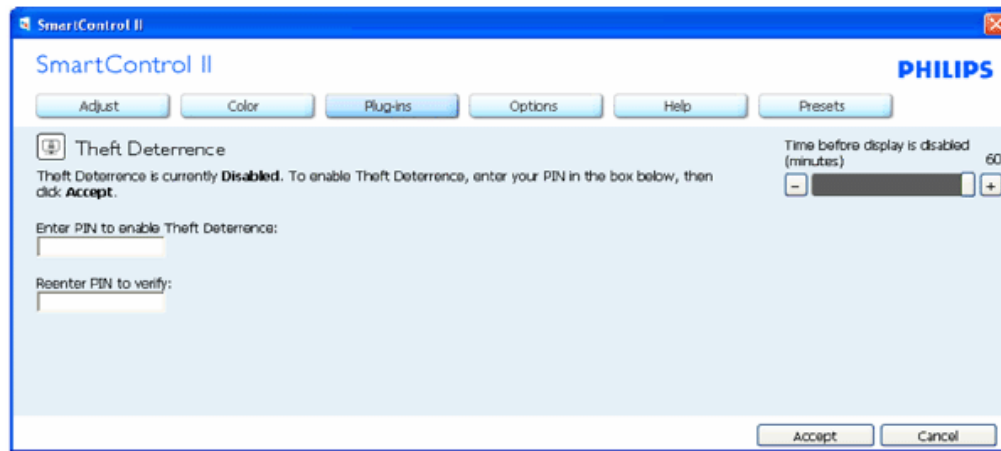 SmartControl II
SmartControl II
PHILIPS
Adjust Color Plug-ins Options Help Presets
Theft Deterrence
Theft Deterrence is currently Disabled. To enable Theft Deterrence, enter your PIN in the box below, then
click Accept.
Time before display is disabled
(minutes) 60
Enter PIN to enable Theft Deterrence:
Reenter PIN to verify:
Accept Cancel